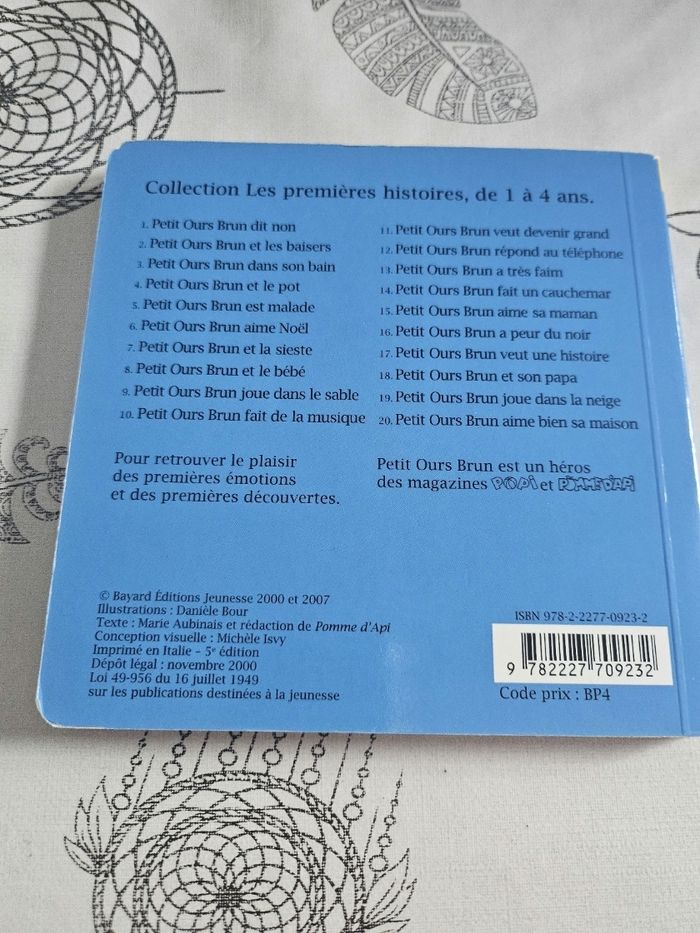 Collection Les premières histoires, de 1 à 4 ans.
1. Petit Ours Brun dit non
2. Petit Ours Brun et les baisers
3. Petit Ours Brun dans son bain
4. Petit Ours Brun et le pot
5. Petit Ours Brun est malade
6. Petit Ours Brun aime Noël
7. Petit Ours Brun et la sieste
8. Petit Ours Brun et le bébé
9. Petit Ours Brun joue dans le sable
10. Petit Ours Brun fait de la musique
11. Petit Ours Brun veut devenir grand
12. Petit Ours Brun répond au téléphone
13. Petit Ours Brun a très faim
14. Petit Ours Brun fait un cauchemar
15. Petit Ours Brun aime sa maman
16. Petit Ours Brun a peur du noir
17. Petit Ours Brun veut une histoire
18. Petit Ours Brun et son papa
19. Petit Ours Brun joue dans la neige
20. Petit Ours Brun aime bien sa maison
Pour retrouver le plaisir
des premières émotions
et des premières découvertes.
Petit Ours Brun est un héros
des magazines POPI et POMME D'API
© Bayard Éditions Jeunesse 2000 et 2007
Illustrations : Danièle Bour
Texte : Marie Aubinais et rédaction de Pomme d'Api
Conception visuelle : Michèle Isvy
Imprimé en Italie – 5e édition
Dépôt légal : novembre 2000
Loi 49-956 du 16 juillet 1949
sur les publications destinées à la jeunesse
ISBN 978-2-2277-0923-2
9 782227 709232
Code prix : BP4